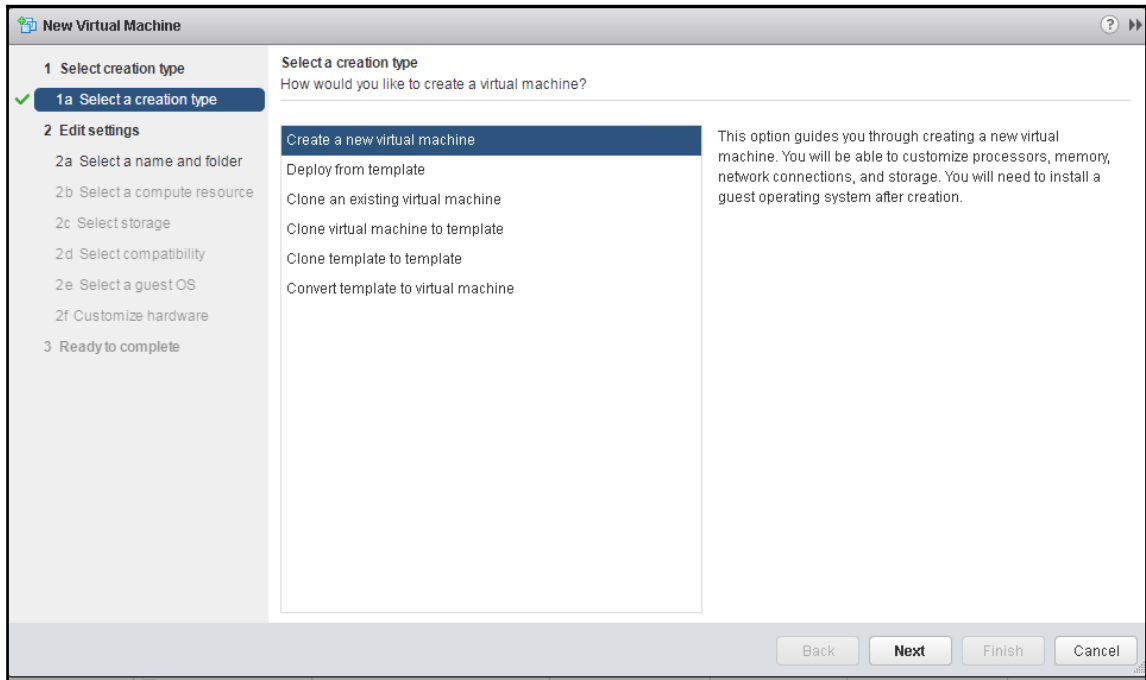 New Virtual Machine
?
1 Select creation type
1a Select a creation type
2 Edit settings
2a Select a name and folder
2b Select a compute resource
2c Select storage
2d Select compatibility
2e Select a guest OS
2f Customize hardware
3 Ready to complete
Select a creation type
How would you like to create a virtual machine?
Create a new virtual machine
Deploy from template
Clone an existing virtual machine
Clone virtual machine to template
Clone template to template
Convert template to virtual machine
This option guides you through creating a new virtual
machine. You will be able to customize processors, memory,
network connections, and storage. You will need to install a
guest operating system after creation.
Back Next Finish Cancel